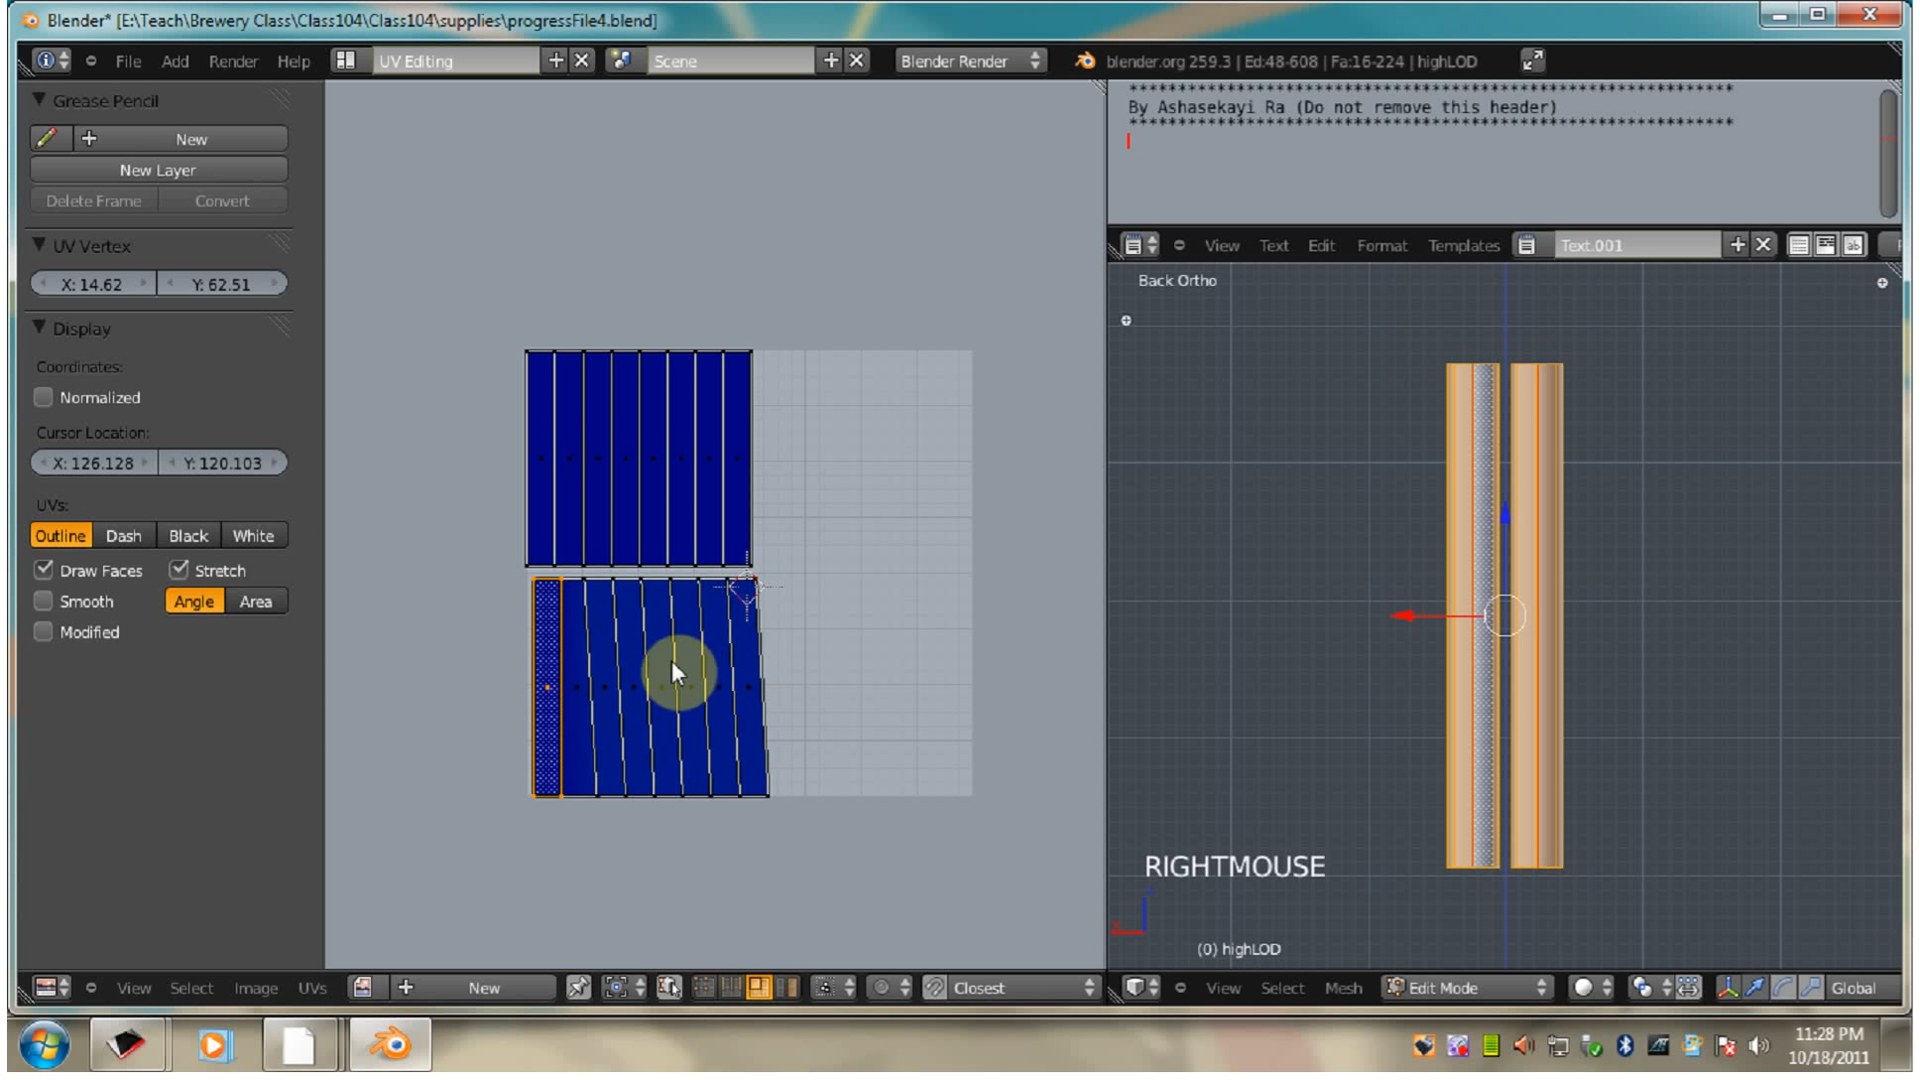 Blender* [E:\Teach\Brewery Class\Class104\Class104\supplies\progressFile4.blend]
File Add Render Help UV Editing Scene Blender Render blender.org 259.3 | Ed:48-608 | Fa:16-224 | highLOD
Grease Pencil
New
New Layer
Delete Frame Convert
UV Vertex
X: 14.62 Y: 62.51
Display
Coordinates:
Normalized
Cursor Location:
X: 126.128 Y: 120.103
UVs:
Outline Dash Black White
Draw Faces Stretch
Smooth Angle Area
Modified
By Ashasekayi Ra (Do not remove this header)
View Text Edit Format Templates Text.001
Back Ortho
RIGHTMOUSE
(0) highLOD
View Select Image UVs New Closest
View Select Mesh Edit Mode Global
11:28 PM
10/18/2011